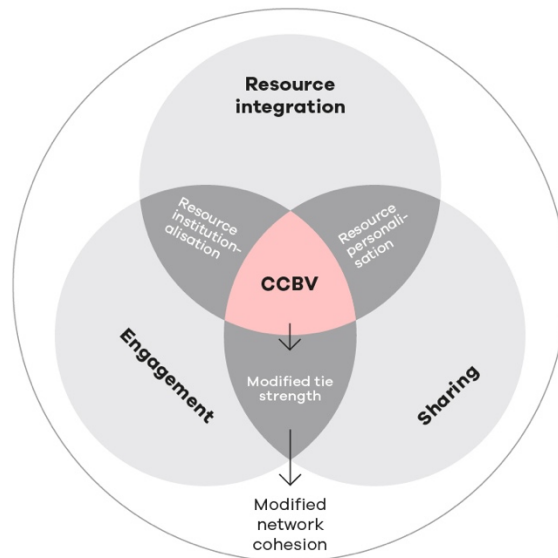 Resource
integration
Resource
institution-
alisation
Resource
personali-
sation
CCBV
Engagement
Modified tie
strength
Sharing
Modified
network
cohesion